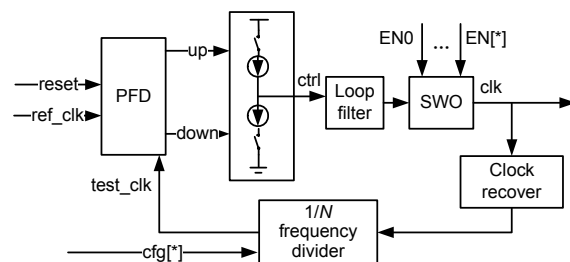 EN0 ... EN[*]
up
ctrl
clk
reset
PFD
Loop
filter
SWO
ref_clk
down
test_clk
Clock
recover
1/N
frequency
divider
cfg[*]